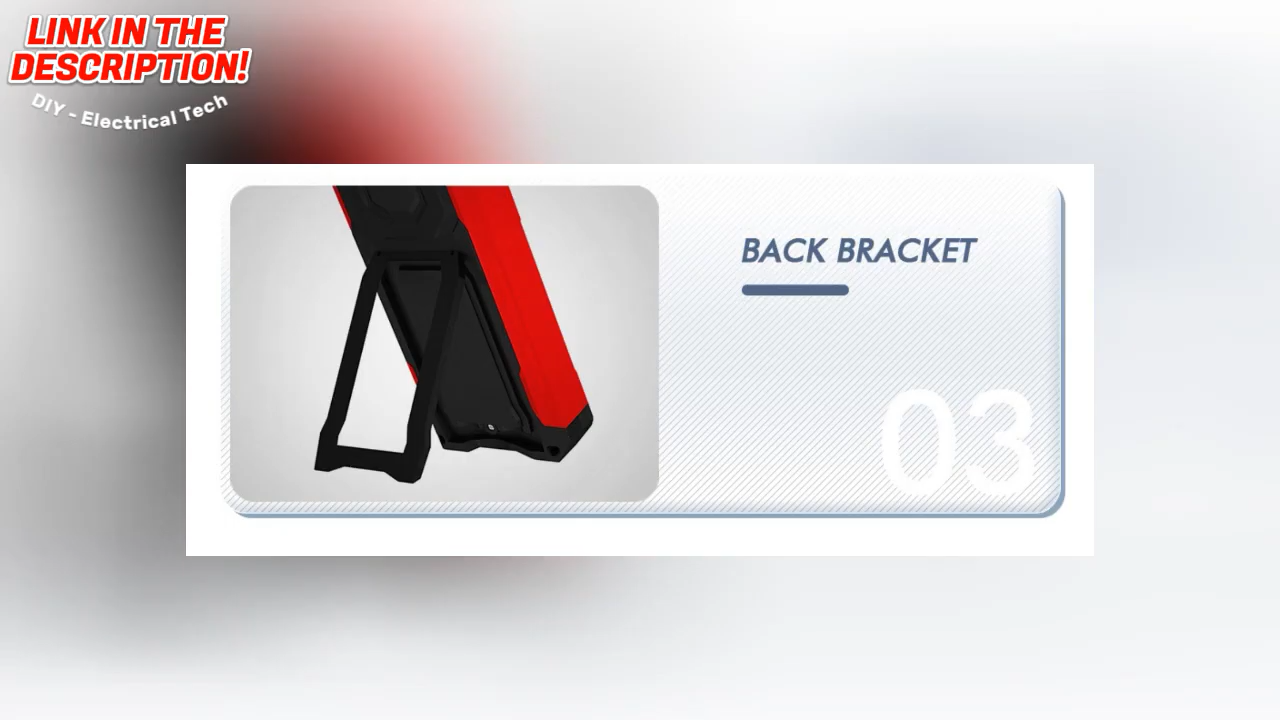 LINK IN THE
DESCRIPTION!
DIY - Electrical Tech
BACK BRACKET
03